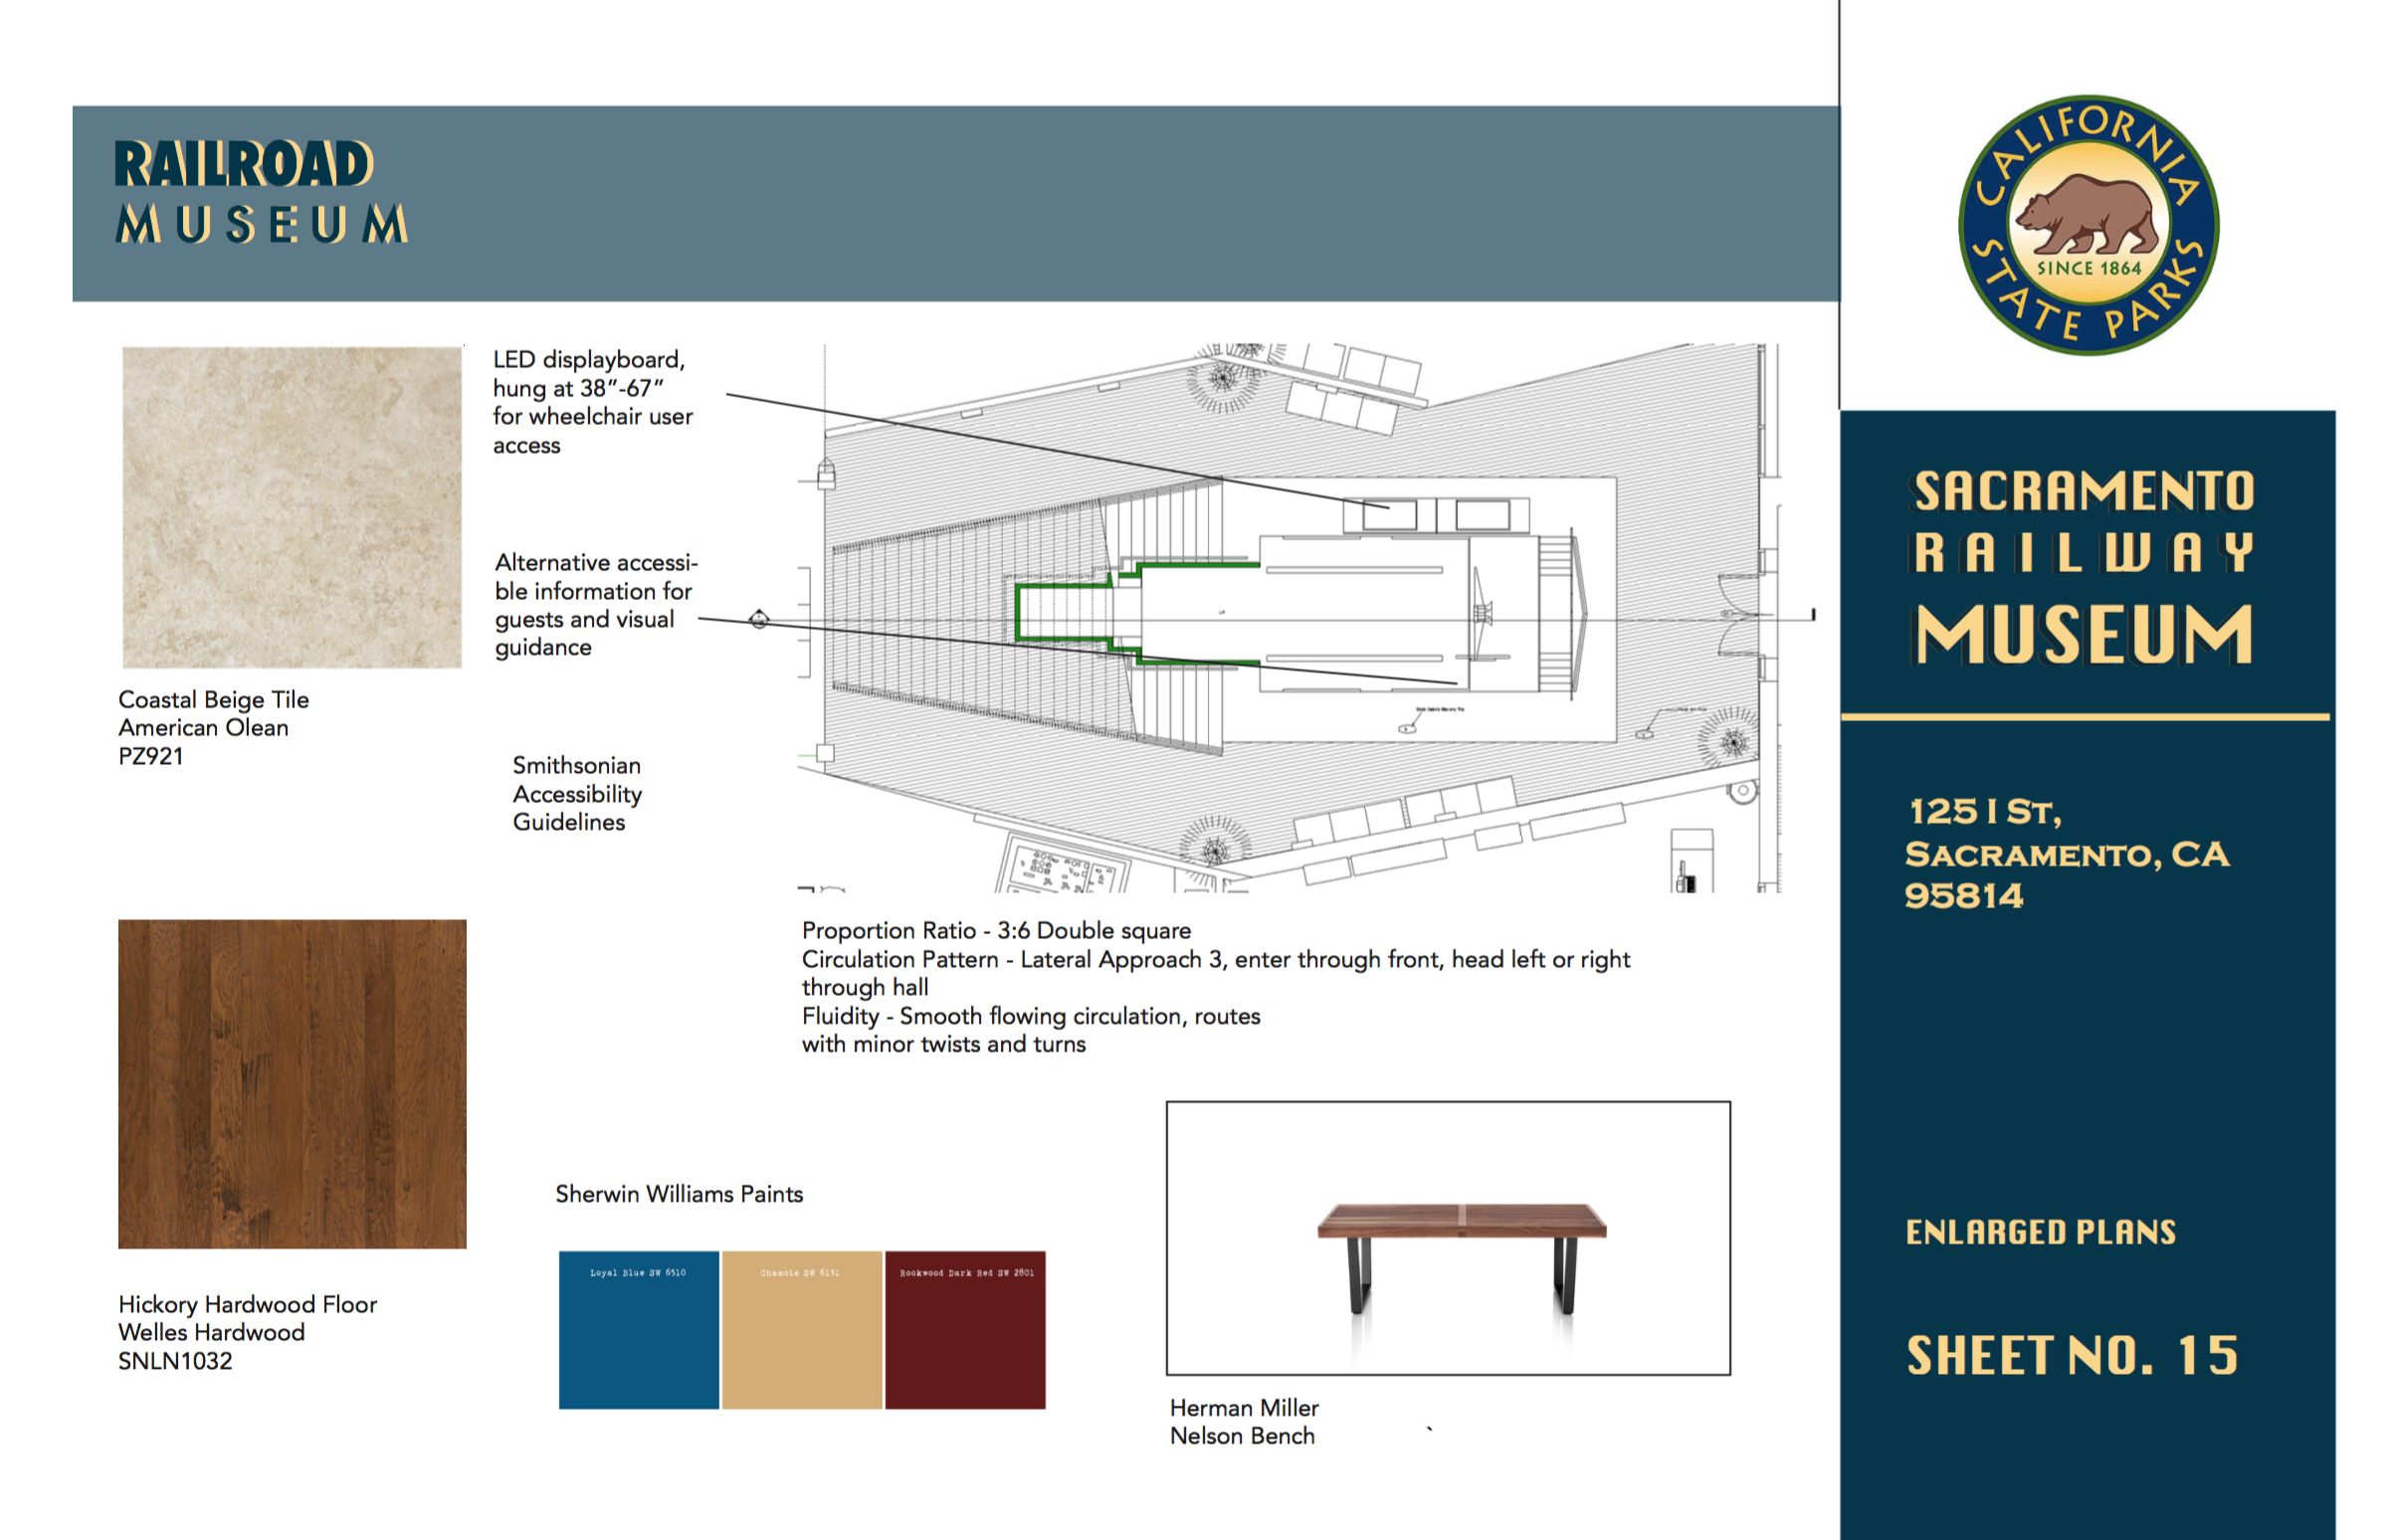 RAILROAD
MUSEUM
CALIFORNIA
STATE PARKS
SINCE 1864
LED displayboard,
hung at 38”-67”
for wheelchair user
access
Alternative accessi-
ble information for
guests and visual
guidance
Smithsonian
Accessibility
Guidelines
Coastal Beige Tile
American Olean
PZ921
Proportion Ratio - 3:6 Double square
Circulation Pattern - Lateral Approach 3, enter through front, head left or right
through hall
Fluidity - Smooth flowing circulation, routes
with minor twists and turns
Hickory Hardwood Floor
Welles Hardwood
SNLN1032
Sherwin Williams Paints
Loyal Blue SW 6510
Chamois SW 6131
Rookwood Dark Red SW 2801
Herman Miller
Nelson Bench
`
SACRAMENTO
RAILWAY
MUSEUM
125 I St,
Sacramento, CA
95814
ENLARGED PLANS
SHEET NO. 15